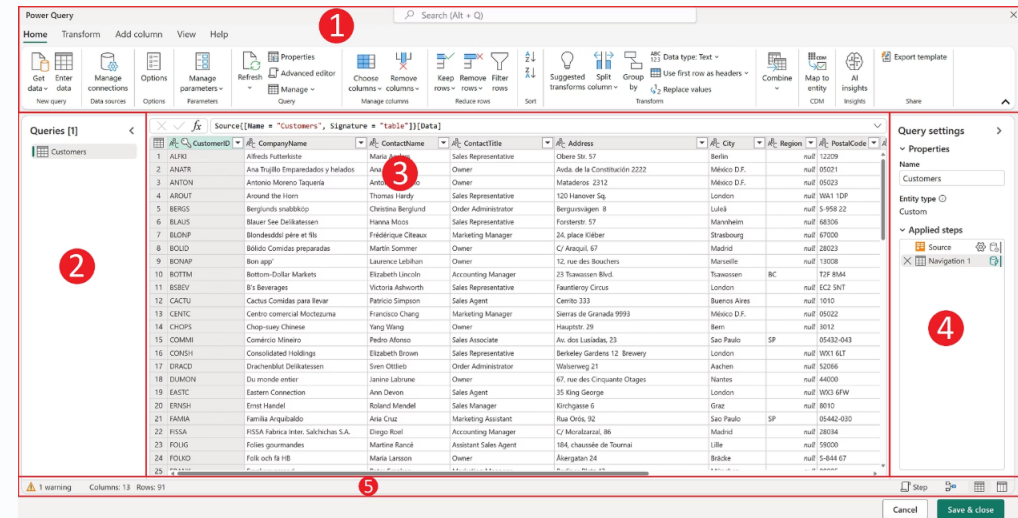 Power Query
Search (Alt + Q)
1
Home Transform Add column View Help
Get data Enter data
New query
Manage connections
Data sources
Options
Options
Manage parameters
Parameters
Refresh
Properties
Advanced editor
Manage
Query
Choose columns Remove columns
Manage columns
Keep rows Remove rows Filter rows
Reduce rows
Sort
Suggested transforms Split column Group by
Data type: Text
Use first row as headers
Replace values
Transform
Combine
Map to entity
CDM
AI insights
Insights
Export template
Share
Queries [1]
Customers
2
fx Source{[Name = "Customers", Signature = "table"]}[Data]
CustomerID CompanyName ContactName ContactTitle Address City Region PostalCode
3
1 ALFKI Alfreds Futterkiste Maria Sales Representative Obere Str. 57 Berlin null 12209
2 ANATR Ana Trujillo Emparedados y helados Ana Owner Avda. de la Constitución 2222 México D.F. null 05021
3 ANTON Antonio Moreno Taquería Owner Mataderos 2312 México D.F. null 05023
4 AROUT Around the Horn Thomas Hardy Sales Representative 120 Hanover Sq. London null WA1 1DP
5 BERGS Berglunds snabbköp Christina Berglund Order Administrator Berguvsvägen 8 Luleå null S-958 22
6 BLAUS Blauer See Delikatessen Hanna Moos Sales Representative Forsterstr. 57 Mannheim null 68306
7 BLONP Blondesddsl père et fils Frédérique Citeaux Marketing Manager 24, place Kléber Strasbourg null 67000
8 BOLID Bólido Comidas preparadas Martín Sommer Owner C/ Araquil, 67 Madrid null 28023
9 BONAP Bon app' Laurence Lebihan Owner 12, rue des Bouchers Marseille null 13008
10 BOTTM Bottom-Dollar Markets Elizabeth Lincoln Accounting Manager 23 Tsawassen Blvd. Tsawassen BC T2F 8M4
11 BSBEV B's Beverages Victoria Ashworth Sales Representative Fauntleroy Circus London null EC2 5NT
12 CACTU Cactus Comidas para llevar Patricio Simpson Sales Agent Cerrito 333 Buenos Aires null 1010
13 CENTC Centro comercial Moctezuma Francisco Chang Marketing Manager Sierras de Granada 9993 México D.F. null 05022
14 CHOPS Chop-suey Chinese Yang Wang Owner Hauptstr. 29 Bern null 3012
15 COMMI Comércio Mineiro Pedro Afonso Sales Associate Av. dos Lusíadas, 23 Sao Paulo SP 05432-043
16 CONSH Consolidated Holdings Elizabeth Brown Sales Representative Berkeley Gardens 12 Brewery London null WX1 6LT
17 DRACD Drachenblut Delikatessen Sven Ottlieb Order Administrator Walserweg 21 Aachen null 52066
18 DUMON Du monde entier Janine Labrune Owner 67, rue des Cinquante Otages Nantes null 44000
19 EASTC Eastern Connection Ann Devon Sales Agent 35 King George London null WX3 6FW
20 ERNSH Ernst Handel Roland Mendel Sales Manager Kirchgasse 6 Graz null 8010
21 FAMIA Familia Arquibaldo Aria Cruz Marketing Assistant Rua Orós, 92 Sao Paulo SP 05442-030
22 FISSA FISSA Fabrica Inter. Salchichas S.A. Diego Roel Accounting Manager C/ Moralzarzal, 86 Madrid null 28034
23 FOLIG Folies gourmandes Martine Rancé Assistant Sales Agent 184, chaussée de Tournai Lille null 59000
24 FOLKO Folk och fä HB Maria Larsson Owner Åkergatan 24 Bräcke null S-844 67
25
Query settings
Properties
Name
Customers
Entity type
Custom
Applied steps
Source
Navigation 1
4
1 warning Columns: 13 Rows: 91
5
Step
Cancel Save & close